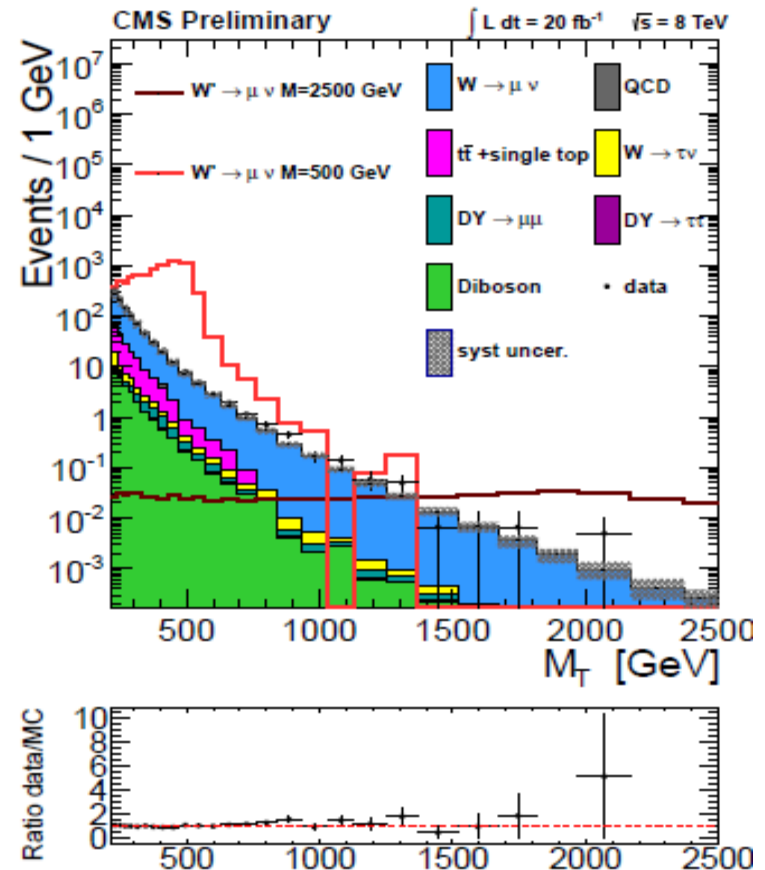 CMS Preliminary ∫ L dt = 20 fb⁻¹ √s = 8 TeV
Events / 1 GeV
10⁷
10⁶
10⁵
10⁴
10³
10²
10
1
10⁻¹
10⁻²
10⁻³
W' → μ ν M=2500 GeV
W' → μ ν M=500 GeV
W → μ ν
QCD
tt̄ +single top
W → τν
DY → μμ
DY → ττ
Diboson
data
syst uncer.
500 1000 1500 2000 2500
M_T [GeV]
Ratio data/MC
10
8
6
4
2
0
500 1000 1500 2000 2500